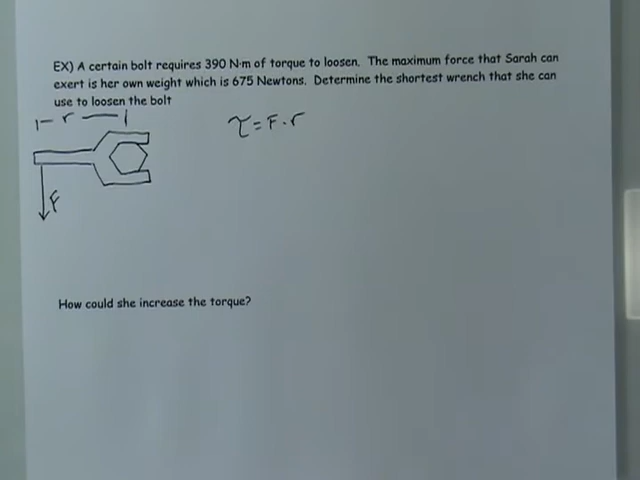 EX) A certain bolt requires 390 N·m of torque to loosen. The maximum force that Sarah can
exert is her own weight which is 675 Newtons. Determine the shortest wrench that she can
use to loosen the bolt
r
τ = F · r
F
How could she increase the torque?